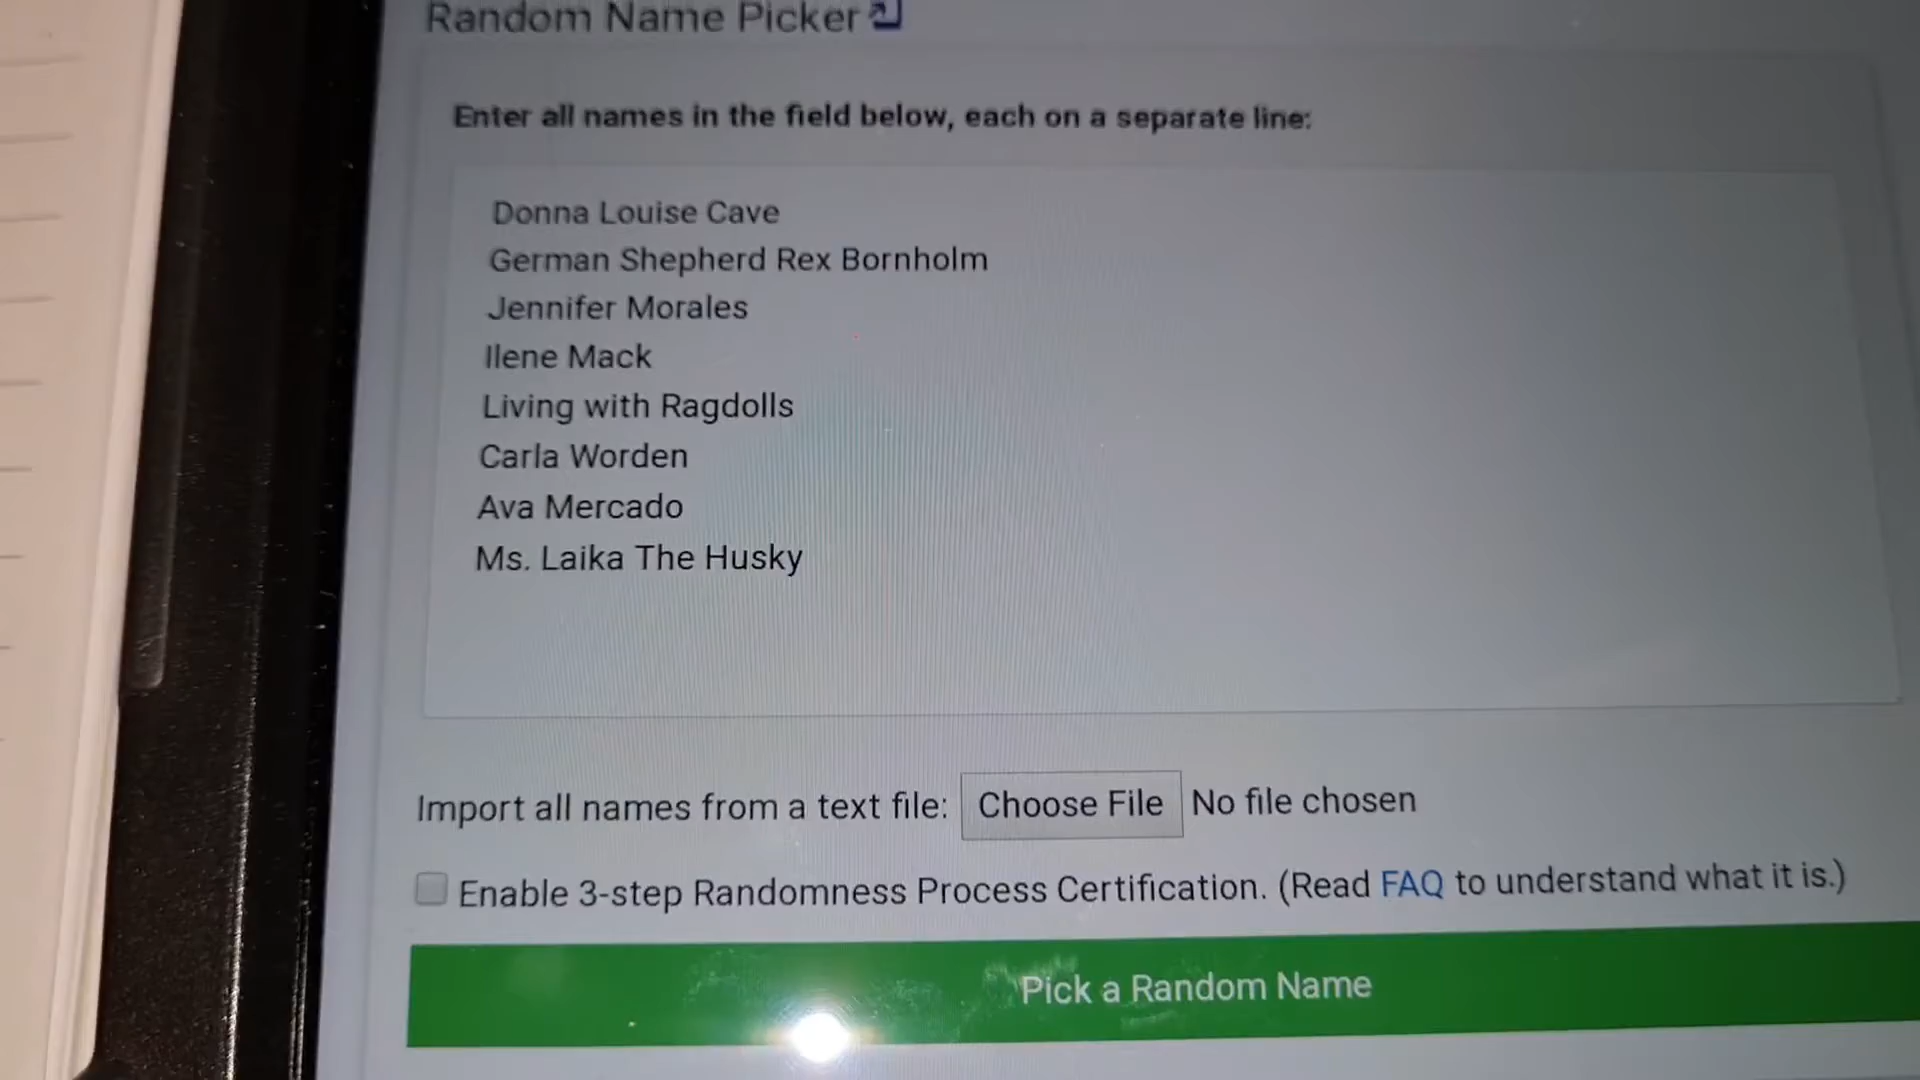 Random Name Picker
Enter all names in the field below, each on a separate line:
Donna Louise Cave
German Shepherd Rex Bornholm
Jennifer Morales
Ilene Mack
Living with Ragdolls
Carla Worden
Ava Mercado
Ms. Laika The Husky
Import all names from a text file: Choose File No file chosen
Enable 3-step Randomness Process Certification. (Read FAQ to understand what it is.)
Pick a Random Name